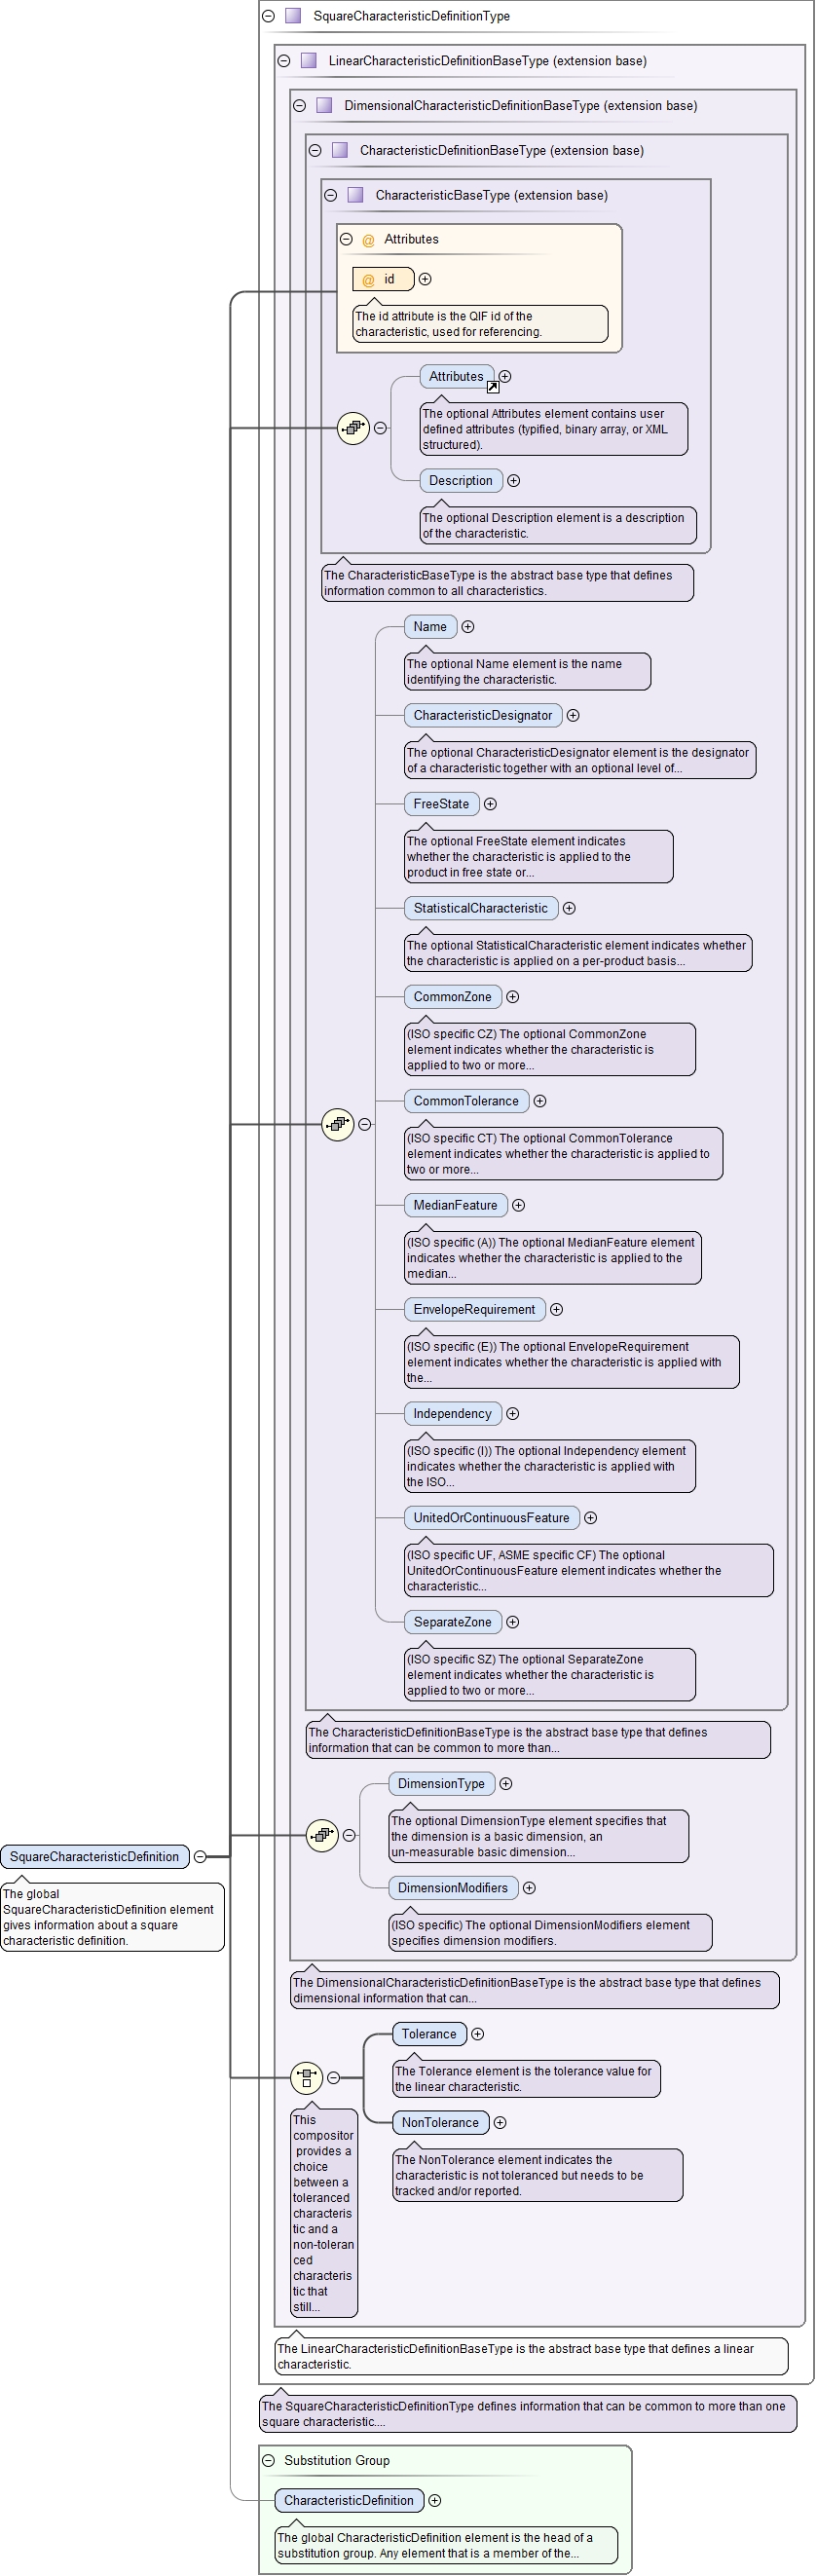 SquareCharacteristicDefinitionType
LinearCharacteristicDefinitionBaseType (extension base)
DimensionalCharacteristicDefinitionBaseType (extension base)
CharacteristicDefinitionBaseType (extension base)
CharacteristicBaseType (extension base)
@ Attributes
@ id
The id attribute is the QIF id of the
characteristic, used for referencing.
Attributes
The optional Attributes element contains user
defined attributes (typified, binary array, or XML
structured).
Description
The optional Description element is a description
of the characteristic.
The CharacteristicBaseType is the abstract base type that defines
information common to all characteristics.
Name
The optional Name element is the name
identifying the characteristic.
CharacteristicDesignator
The optional CharacteristicDesignator element is the designator
of a characteristic together with an optional level of...
FreeState
The optional FreeState element indicates
whether the characteristic is applied to the
product in free state or...
StatisticalCharacteristic
The optional StatisticalCharacteristic element indicates whether
the characteristic is applied on a per-product basis...
CommonZone
(ISO specific CZ) The optional CommonZone
element indicates whether the characteristic is
applied to two or more...
CommonTolerance
(ISO specific CT) The optional CommonTolerance
element indicates whether the characteristic is applied to
two or more...
MedianFeature
(ISO specific (A)) The optional MedianFeature element
indicates whether the characteristic is applied to the
median...
EnvelopeRequirement
(ISO specific (E)) The optional EnvelopeRequirement
element indicates whether the characteristic is applied with
the...
Independency
(ISO specific (I)) The optional Independency element
indicates whether the characteristic is applied with
the ISO...
UnitedOrContinuousFeature
(ISO specific UF, ASME specific CF) The optional
UnitedOrContinuousFeature element indicates whether the
characteristic...
SeparateZone
(ISO specific SZ) The optional SeparateZone
element indicates whether the characteristic is
applied to two or more...
The CharacteristicDefinitionBaseType is the abstract base type that defines
information that can be common to more than...
DimensionType
The optional DimensionType element specifies that
the dimension is a basic dimension, an
un-measurable basic dimension...
DimensionModifiers
(ISO specific) The optional DimensionModifiers element
specifies dimension modifiers.
SquareCharacteristicDefinition
The global
SquareCharacteristicDefinition element
gives information about a square
characteristic definition.
The DimensionalCharacteristicDefinitionBaseType is the abstract base type that defines
dimensional information that can...
Tolerance
The Tolerance element is the tolerance value for
the linear characteristic.
NonTolerance
The NonTolerance element indicates the
characteristic is not toleranced but needs to be
tracked and/or reported.
This
compositor
provides a
choice
between a
toleranced
characteris
tic and a
non-toleran
ced
characteris
tic that
still...
The LinearCharacteristicDefinitionBaseType is the abstract base type that defines a linear
characteristic.
The SquareCharacteristicDefinitionType defines information that can be common to more than one
square characteristic....
Substitution Group
CharacteristicDefinition
The global CharacteristicDefinition element is the head of a
substitution group. Any element that is a member of the...